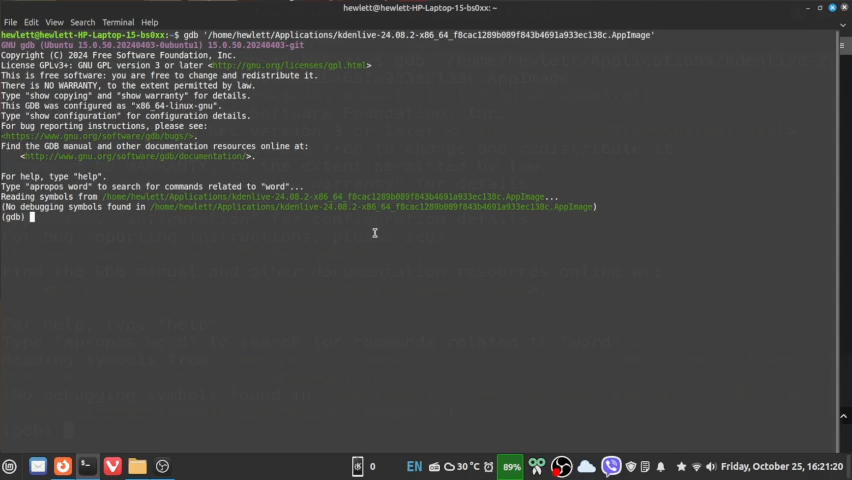 hewlett@hewlett-HP-Laptop-15-bs0xx: ~
File Edit View Search Terminal Help
hewlett@hewlett-HP-Laptop-15-bs0xx:~$ gdb '/home/hewlett/Applications/kdenlive-24.08.2-x86_64_f8cac1289b089f843b4691a933ec138c.AppImage'
GNU gdb (Ubuntu 15.0.50.20240403-0ubuntu1) 15.0.50.20240403-git
Copyright (C) 2024 Free Software Foundation, Inc.
License GPLv3+: GNU GPL version 3 or later <http://gnu.org/licenses/gpl.html>
This is free software: you are free to change and redistribute it.
There is NO WARRANTY, to the extent permitted by law.
Type "show copying" and "show warranty" for details.
This GDB was configured as "x86_64-linux-gnu".
Type "show configuration" for configuration details.
For bug reporting instructions, please see:
<https://www.gnu.org/software/gdb/bugs/>.
Find the GDB manual and other documentation resources online at:
<http://www.gnu.org/software/gdb/documentation/>.
For help, type "help".
Type "apropos word" to search for commands related to "word"...
Reading symbols from /home/hewlett/Applications/kdenlive-24.08.2-x86_64_f8cac1289b089f843b4691a933ec138c.AppImage...
(No debugging symbols found in /home/hewlett/Applications/kdenlive-24.08.2-x86_64_f8cac1289b089f843b4691a933ec138c.AppImage)
(gdb)
0 EN 30 °C 89% Friday, October 25, 16:21:20